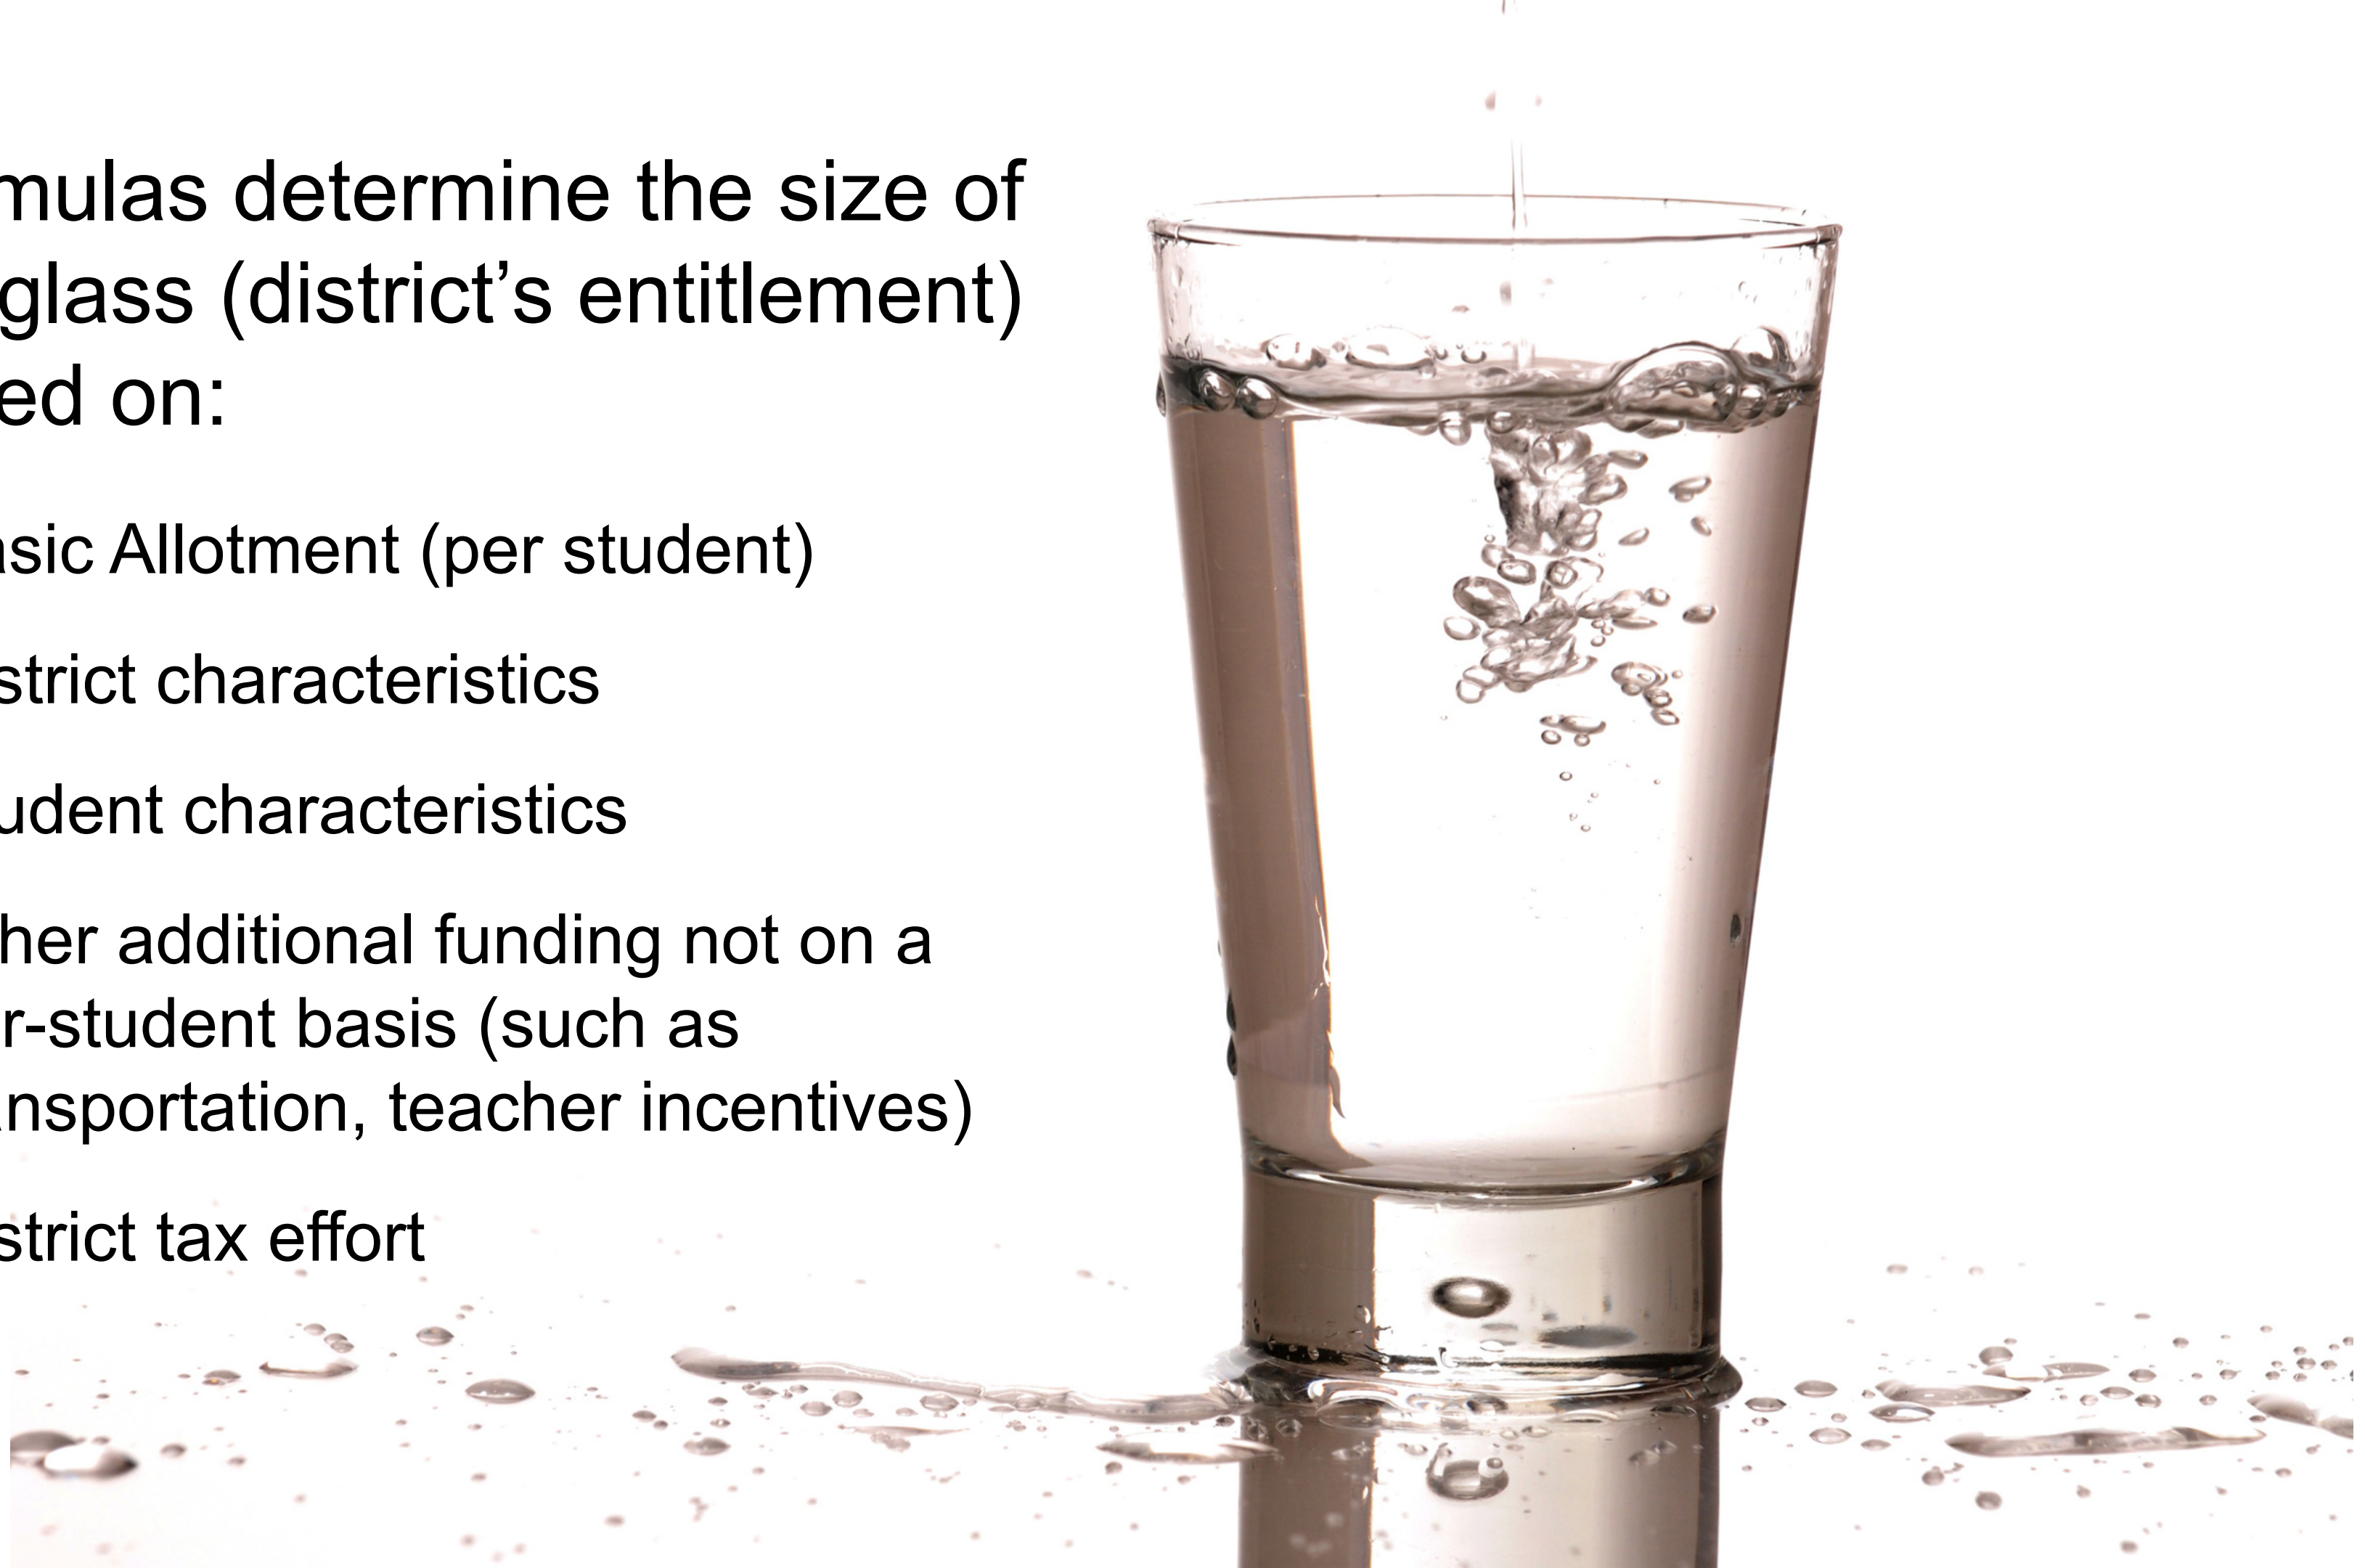 mulas determine the size of
glass (district’s entitlement)
ed on:
asic Allotment (per student)
strict characteristics
udent characteristics
her additional funding not on a
r-student basis (such as
nsportation, teacher incentives)
strict tax effort